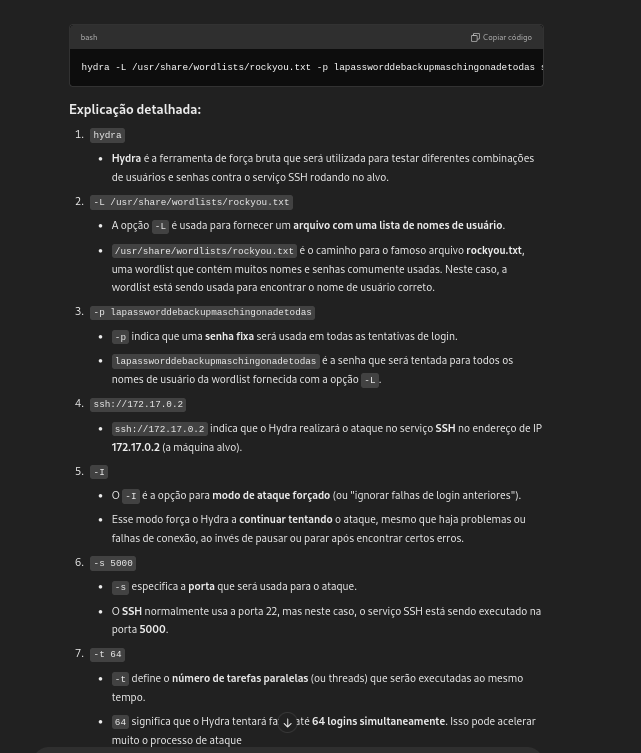 bash
Copiar código
hydra -L /usr/share/wordlists/rockyou.txt -p lapassworddebackupmaschingonadetodas s
Explicação detalhada:
1. hydra
• Hydra é a ferramenta de força bruta que será utilizada para testar diferentes combinações
de usuários e senhas contra o serviço SSH rodando no alvo.
2. -L /usr/share/wordlists/rockyou.txt
• A opção -L é usada para fornecer um arquivo com uma lista de nomes de usuário.
• /usr/share/wordlists/rockyou.txt é o caminho para o famoso arquivo rockyou.txt,
uma wordlist que contém muitos nomes e senhas comumente usadas. Neste caso, a
wordlist está sendo usada para encontrar o nome de usuário correto.
3. -p lapassworddebackupmaschingonadetodas
• -p indica que uma senha fixa será usada em todas as tentativas de login.
• lapassworddebackupmaschingonadetodas é a senha que será tentada para todos os
nomes de usuário da wordlist fornecida com a opção -L.
4. ssh://172.17.0.2
• ssh://172.17.0.2 indica que o Hydra realizará o ataque no serviço SSH no endereço de IP
172.17.0.2 (a máquina alvo).
5. -I
• O -I é a opção para modo de ataque forçado (ou "ignorar falhas de login anteriores").
• Esse modo força o Hydra a continuar tentando o ataque, mesmo que haja problemas ou
falhas de conexão, ao invés de pausar ou parar após encontrar certos erros.
6. -s 5000
• -s especifica a porta que será usada para o ataque.
• O SSH normalmente usa a porta 22, mas neste caso, o serviço SSH está sendo executado na
porta 5000.
7. -t 64
• -t define o número de tarefas paralelas (ou threads) que serão executadas ao mesmo
tempo.
• 64 significa que o Hydra tentará até 64 logins simultaneamente. Isso pode acelerar
muito o processo de ataque